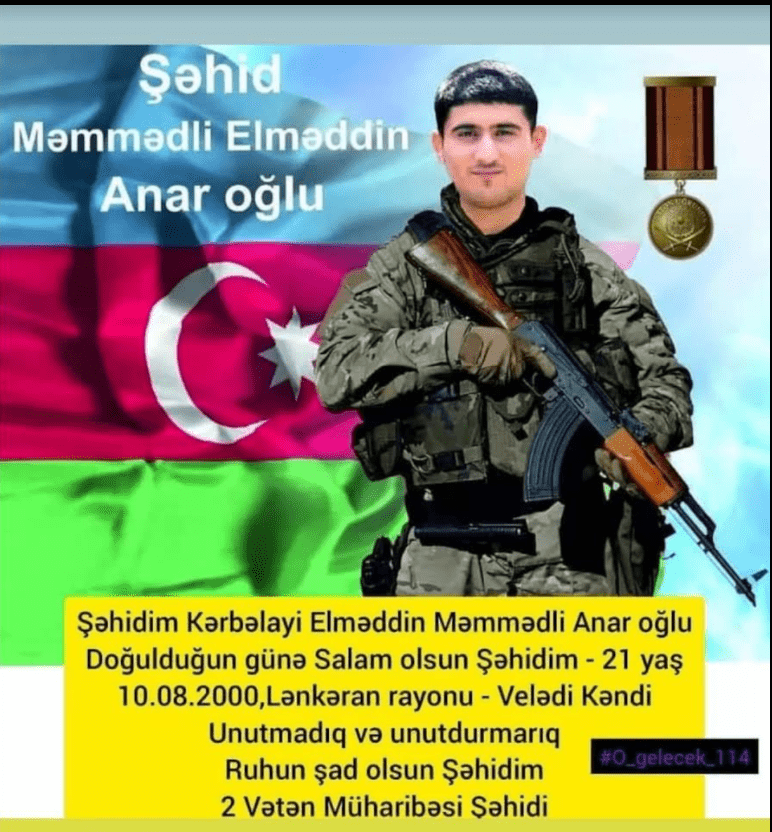 Şəhid
Məmmədli Elməddin
Anar oğlu
Şəhidim Kərbəlayi Elməddin Məmmədli Anar oğlu
Doğulduğun günə Salam olsun Şəhidim - 21 yaş
10.08.2000,Lənkəran rayonu - Velədi Kəndi
Unutmadıq və unutdurmarıq
#O_gelecek_114
Ruhun şad olsun Şəhidim
2 Vətən Müharibəsi Şəhidi